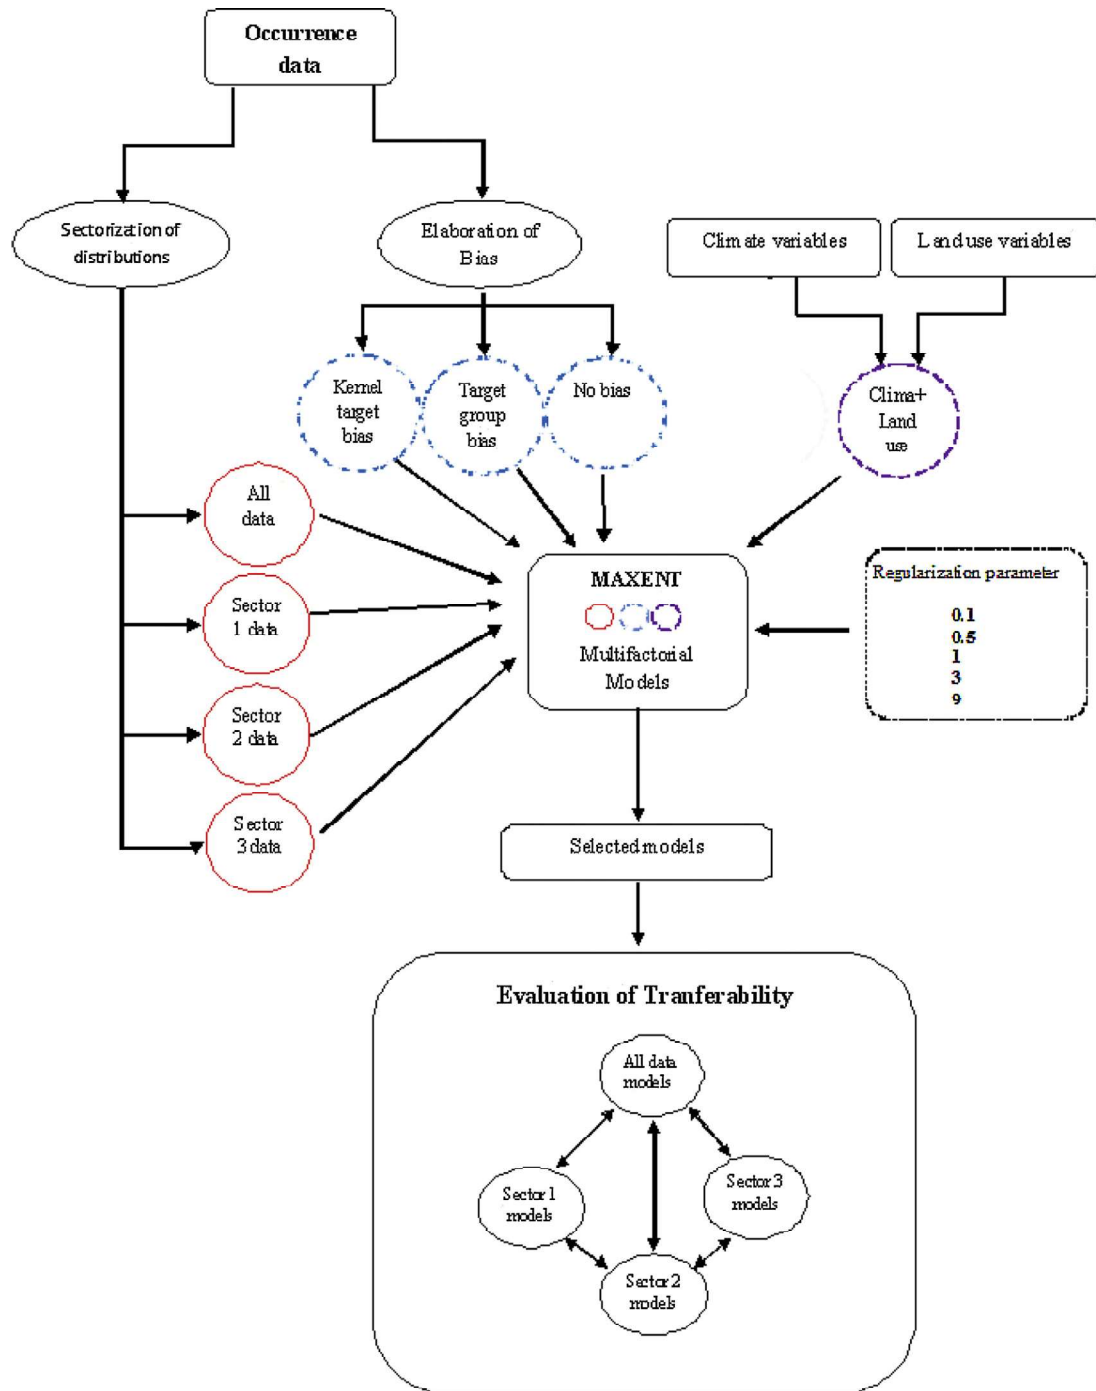 Occurrence
data
Sectorization of
distributions
Elaboration of
Bias
Climate variables
Land use variables
Kernel
target
bias
Target
group
bias
No bias
Clima+
Land
use
All
data
Sector
1 data
Sector
2 data
Sector
3 data
MAXENT
Multifactorial
Models
Regularization parameter
0.1
0.5
1
3
9
Selected models
Evaluation of Tranferability
All data
models
Sector 1
models
Sector 3
models
Sector 2
models